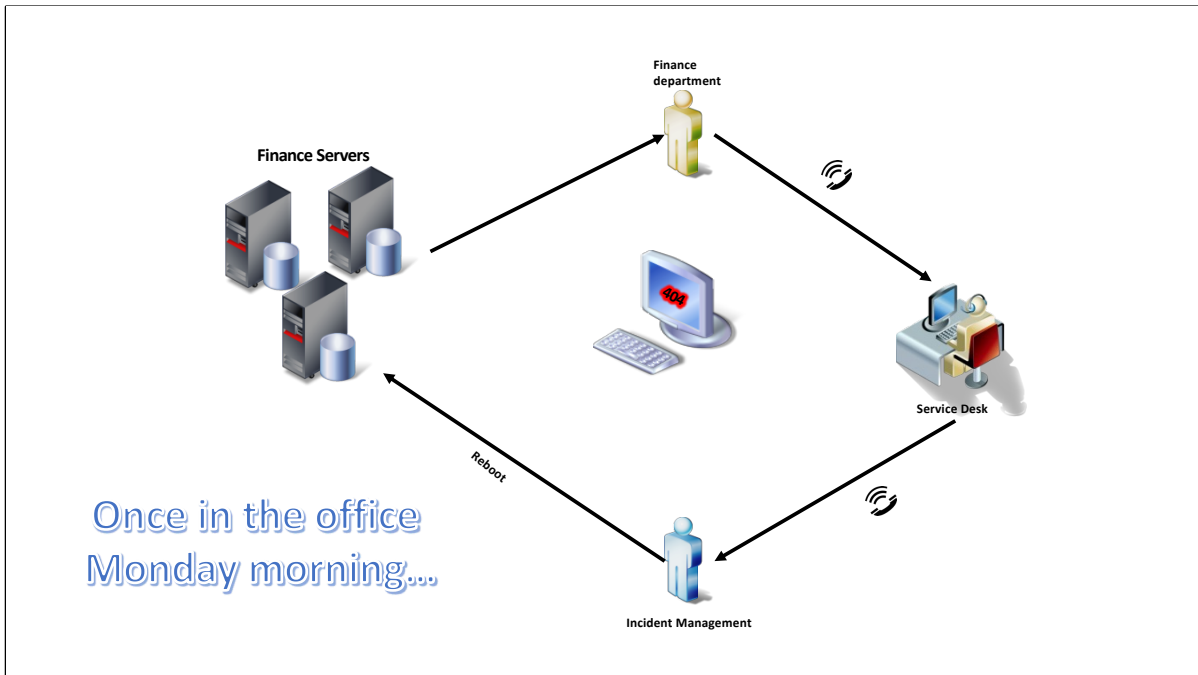 Finance
department
Finance Servers
404
Service Desk
Reboot
Once in the office
Monday morning...
Incident Management